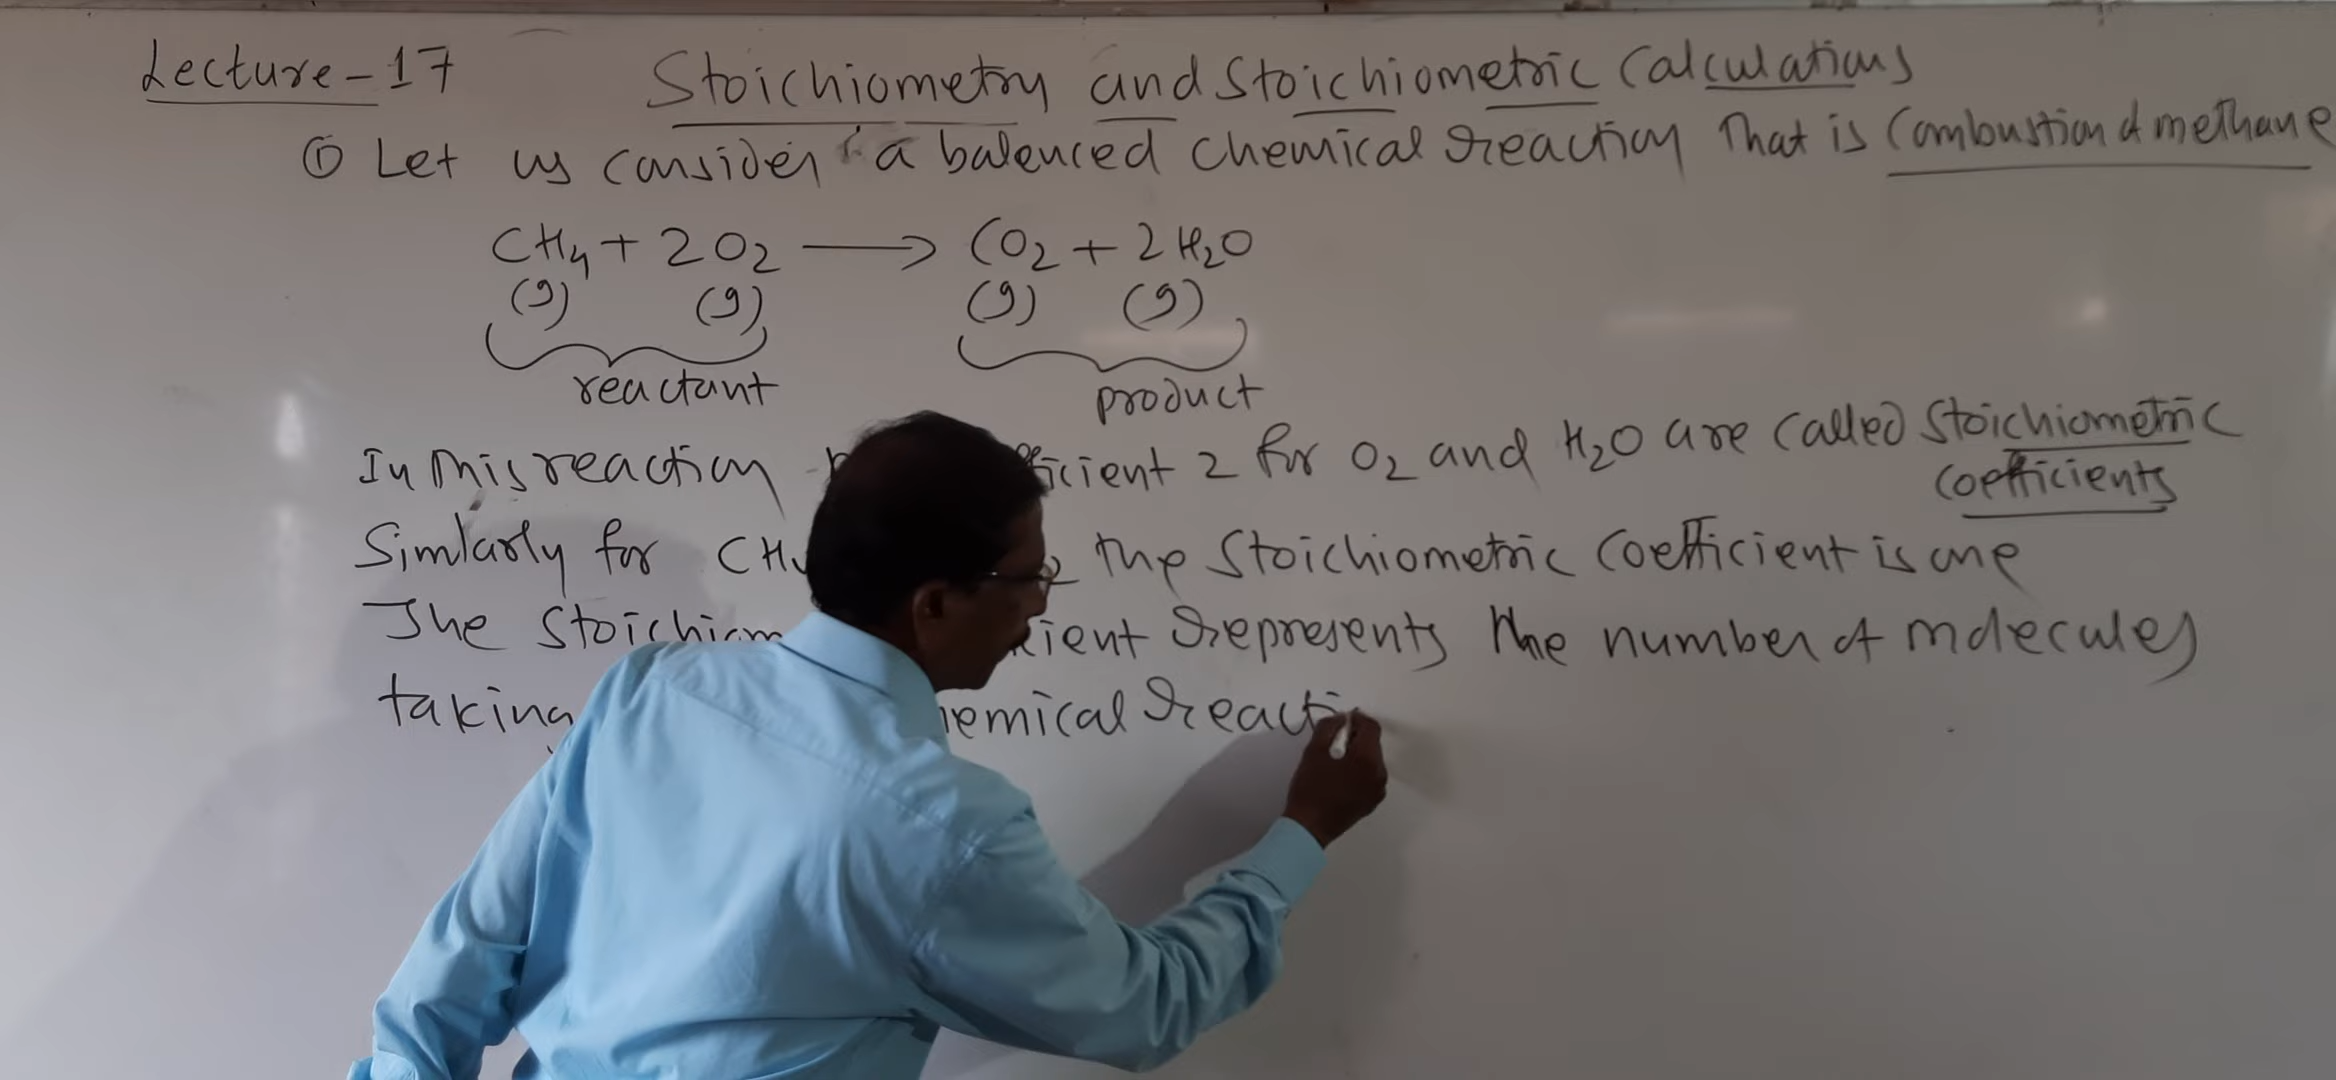 Lecture-17 Stoichiometry and Stoichiometric Calculations
① Let us consider a balenced chemical reaction That is Combustion of methane
CH₄ + 2O₂ ⟶ CO₂ + 2H₂O
(g) (g) (g) (g)
reactant product
In this reaction icient 2 for O₂ and H₂O are called Stoichiometric
Coefficients
Similarly for CH 2 the Stoichiometric Coefficient is one
The Stoichiom ient represents the number of molecules
taking emical reacti